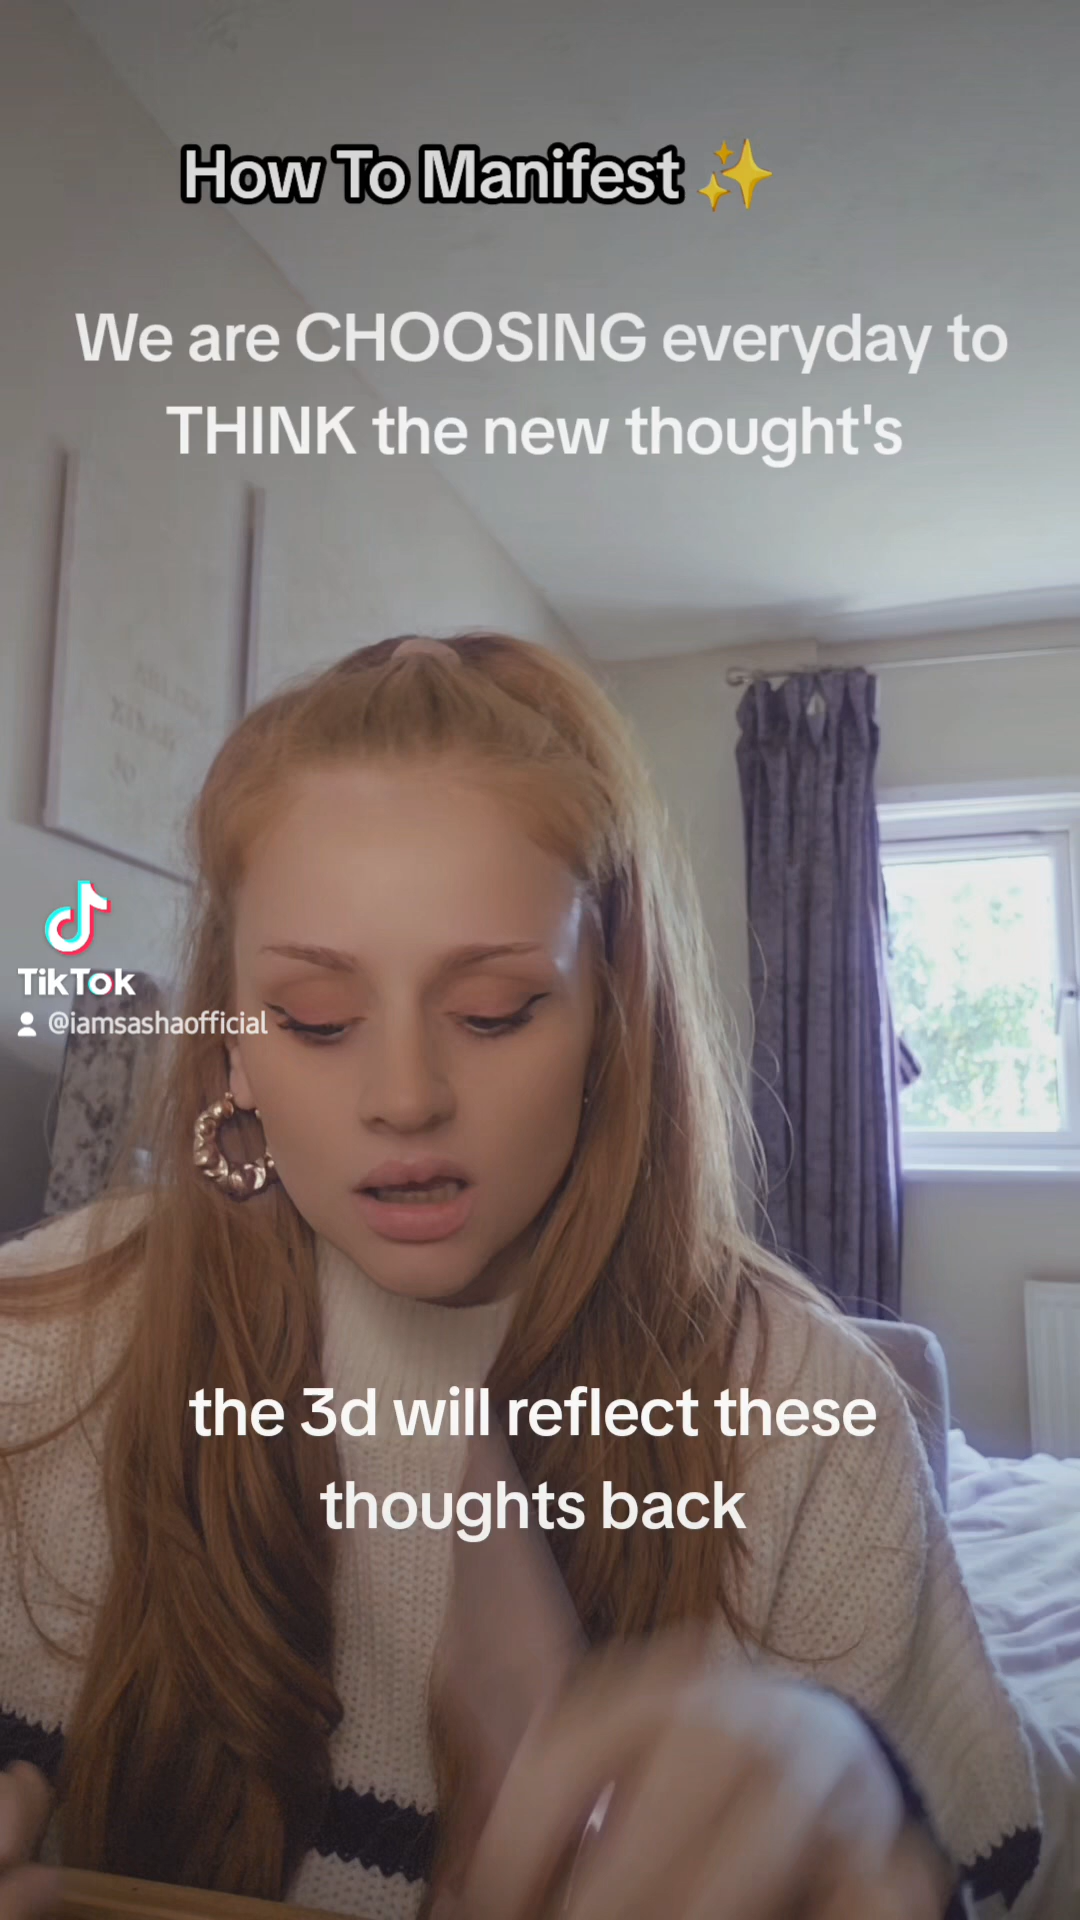 How To Manifest ✨
We are CHOOSING everyday to
THINK the new thought's
TikTok
@iamsashaofficial
the 3d will reflect these
thoughts back